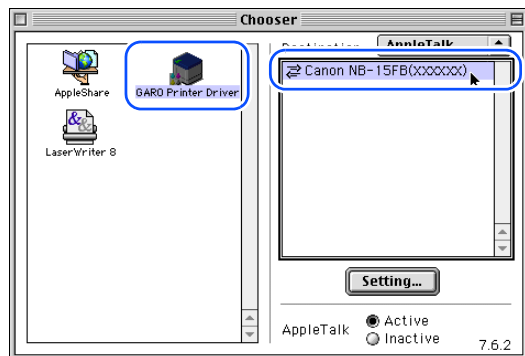 Chooser
AppleShare
GARO Printer Driver
LaserWriter 8
Destination
AppleTalk
Canon NB-15FB(xxxxxx)
Setting...
AppleTalk
Active
Inactive
7.6.2